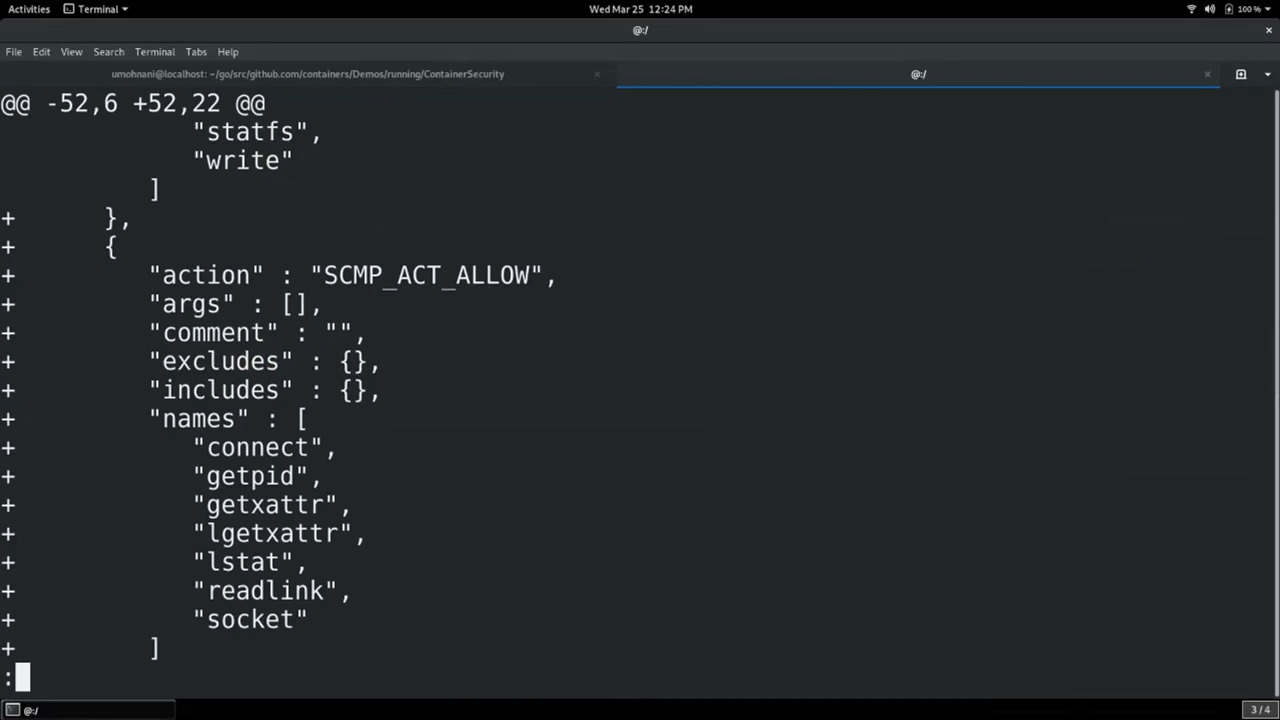 Activities Terminal Wed Mar 25 12:24 PM 100 %
@:/
File Edit View Search Terminal Tabs Help
umohnani@localhost: ~/go/src/github.com/containers/Demos/running/ContainerSecurity @:/
@@ -52,6 +52,22 @@
"statfs",
"write"
]
+ },
+ {
+ "action" : "SCMP_ACT_ALLOW",
+ "args" : [],
+ "comment" : "",
+ "excludes" : {},
+ "includes" : {},
+ "names" : [
+ "connect",
+ "getpid",
+ "getxattr",
+ "lgetxattr",
+ "lstat",
+ "readlink",
+ "socket"
+ ]
:
@:/ 3 / 4